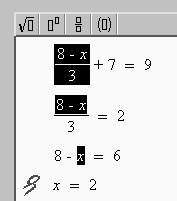 √▯ ▯▯ ▯/▯ (▯)
(8 - x)/3 + 7 = 9
(8 - x)/3 = 2
8 - x = 6
x = 2